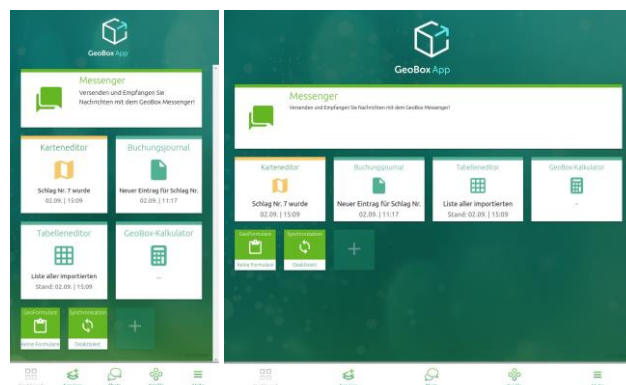 GeoBox App
Messenger
Versenden und Empfangen Sie
Nachrichten mit dem GeoBox Messenger!
Karteneditor
Schlag Nr. 7 wurde
02.09. | 15:09
Buchungsjournal
Neuer Eintrag für Schlag Nr.
02.09. | 11:17
Tabelleneditor
Liste aller importierten
Stand: 02.09. | 15:09
GeoBox-Kalkulator
...
GeoFormulare
Keine Formulare
Synchronisation
Deaktiviert
+
GeoBox App
Messenger
Versenden und Empfangen Sie Nachrichten mit dem GeoBox Messenger!
Karteneditor
Schlag Nr. 7 wurde
02.09. | 15:09
Buchungsjournal
Neuer Eintrag für Schlag Nr.
02.09. | 11:17
Tabelleneditor
Liste aller importierten
Stand: 02.09. | 15:09
GeoBox-Kalkulator
...
GeoFormulare
Keine Formulare
Synchronisation
Deaktiviert
+